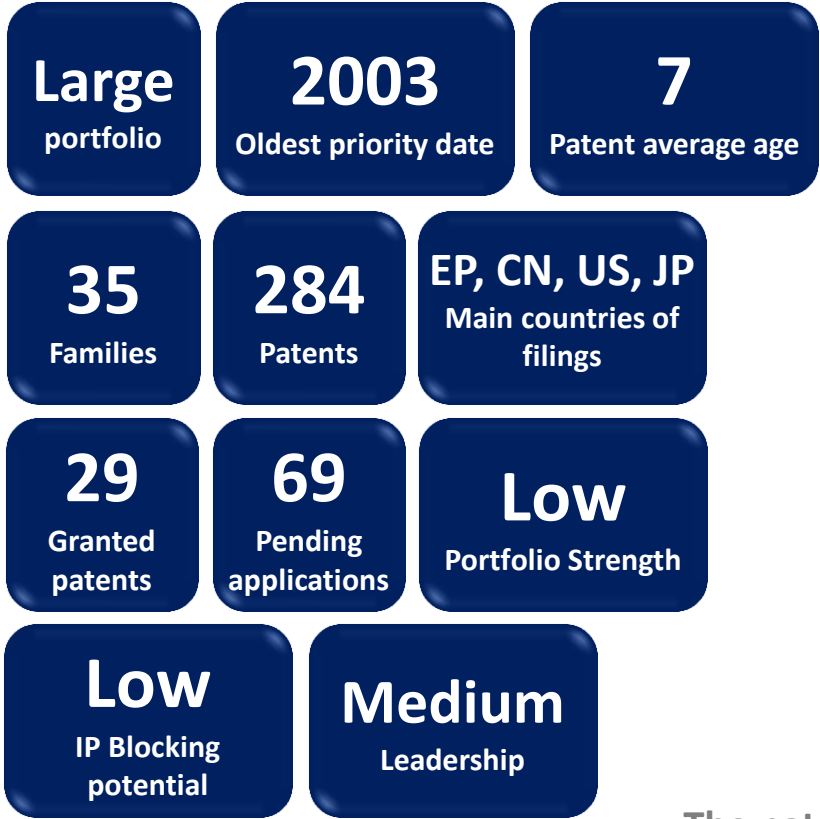 Large
portfolio
2003
Oldest priority date
7
Patent average age
35
Families
284
Patents
EP, CN, US, JP
Main countries of
filings
29
Granted
patents
69
Pending
applications
Low
Portfolio Strength
Low
IP Blocking
potential
Medium
Leadership